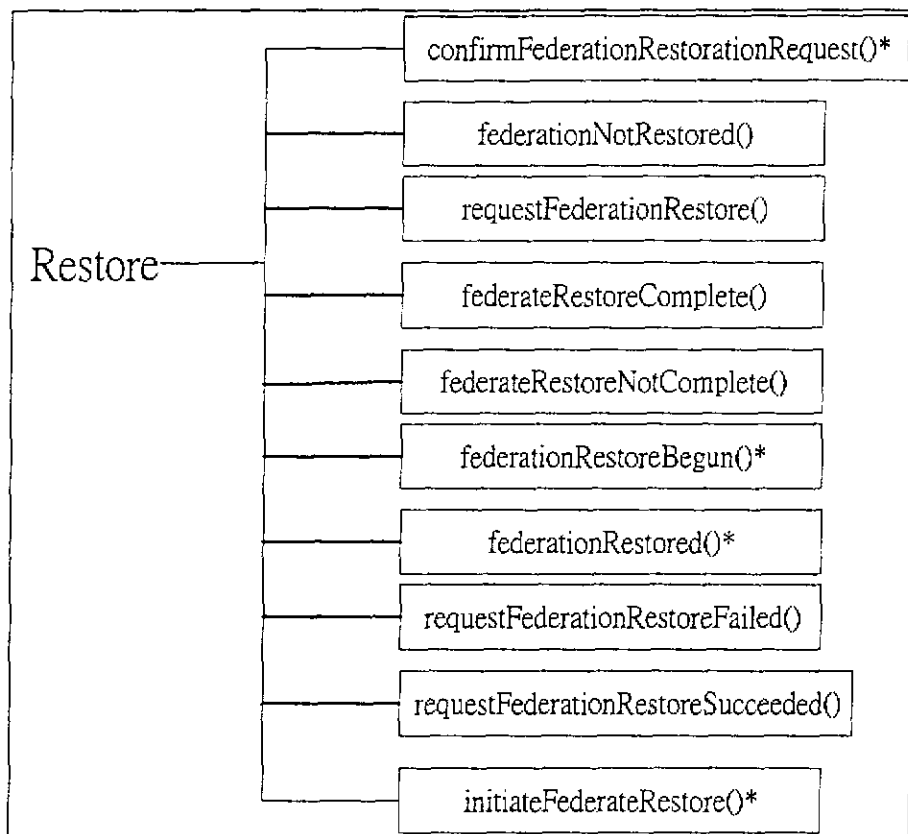 confirmFederationRestorationRequest()*
federationNotRestored()
requestFederationRestore()
Restore
federateRestoreComplete()
federateRestoreNotComplete()
federationRestoreBegun()*
federationRestored()*
requestFederationRestoreFailed()
requestFederationRestoreSucceeded()
initiateFederateRestore()*